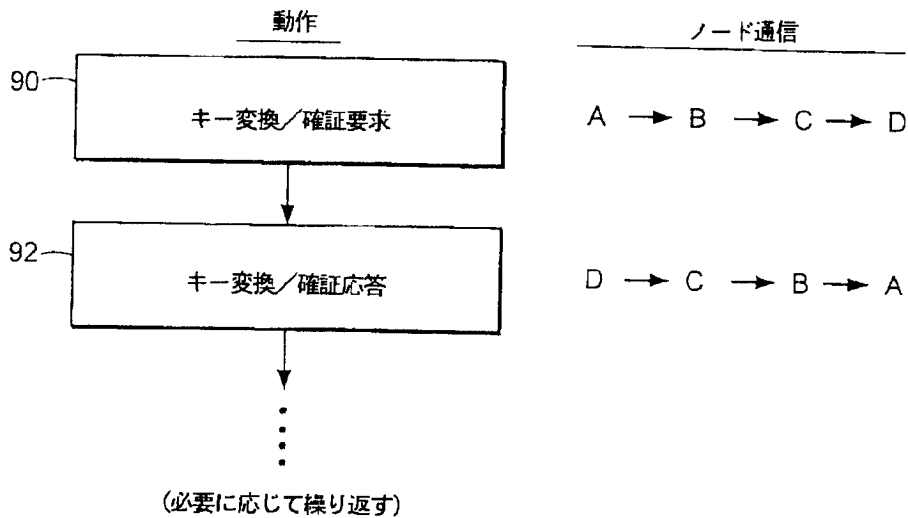 動作
ノード通信
90
キー変換/確証要求
A → B → C → D
92
キー変換/確証応答
D → C → B → A
(必要に応じて繰り返す)